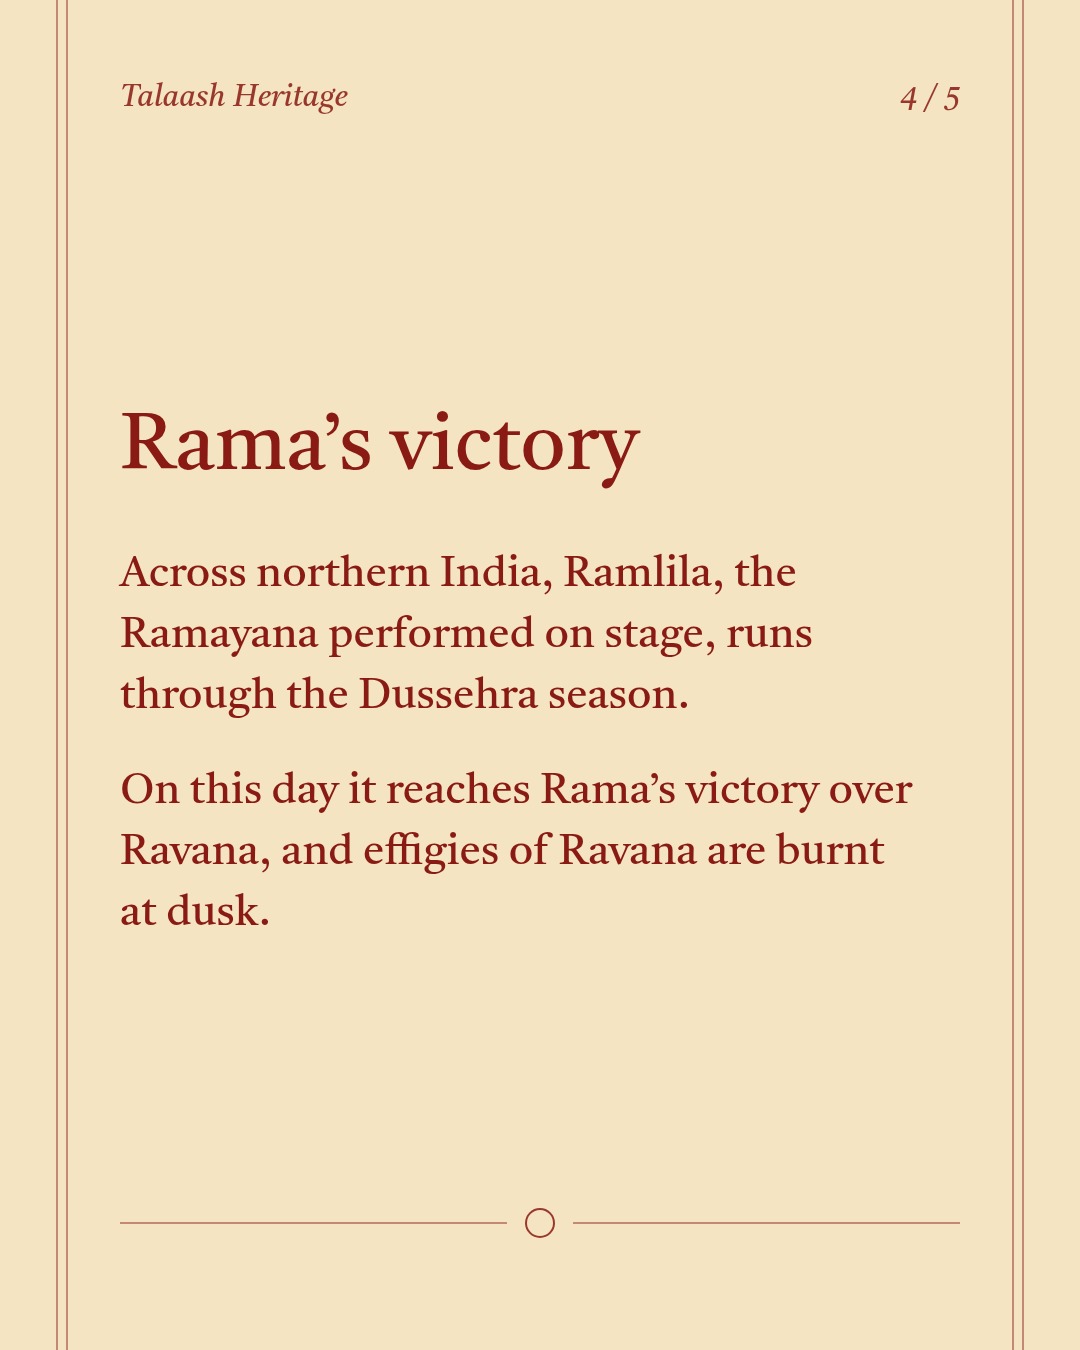 Talaash Heritage
4 / 5
Rama’s victory
Across northern India, Ramlila, the
Ramayana performed on stage, runs
through the Dussehra season.
On this day it reaches Rama’s victory over
Ravana, and effigies of Ravana are burnt
at dusk.